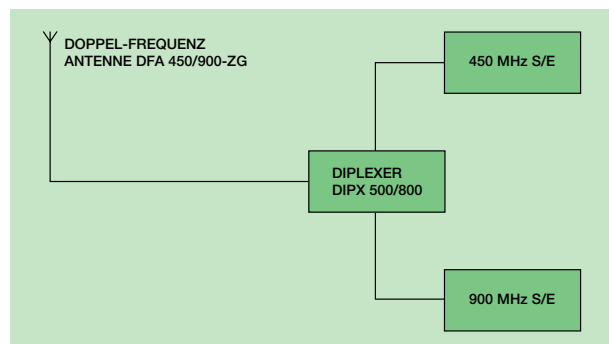 DOPPEL-FREQUENZ
ANTENNE DFA 450/900-ZG
450 MHz S/E
DIPLEXER
DIPX 500/800
900 MHz S/E